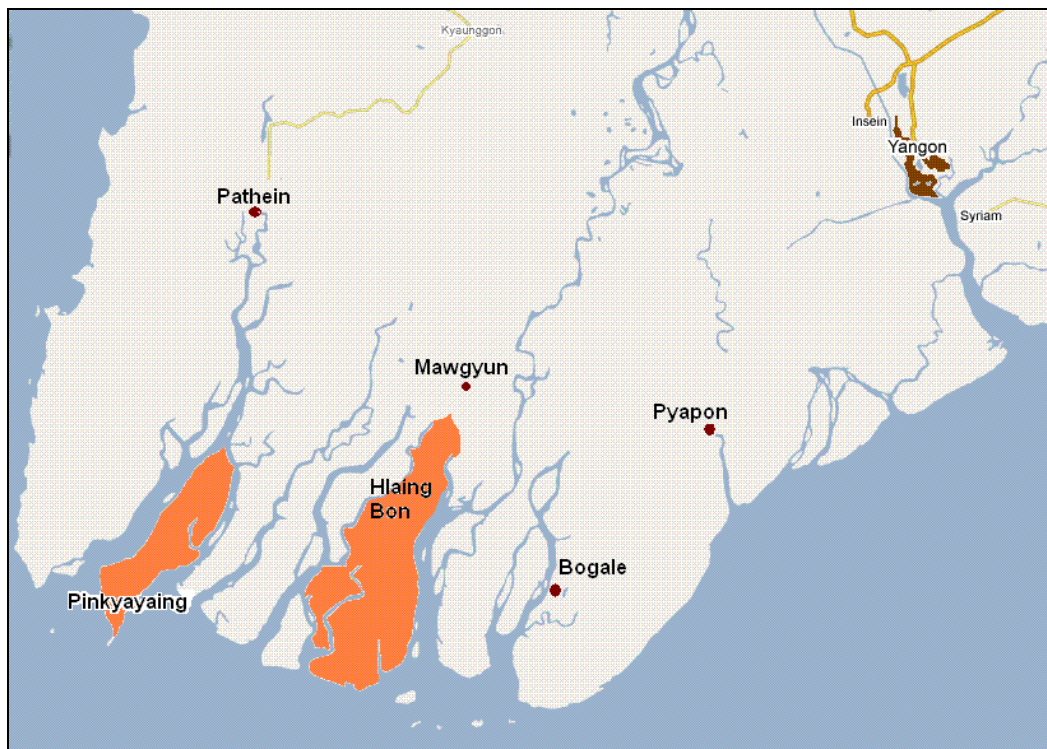 Kyaunggon.
Insein
Yangon
Pathein
Syriam
Mawgyun
Pyapon
Hlaing
Bon
Bogale
Pinkyayaing